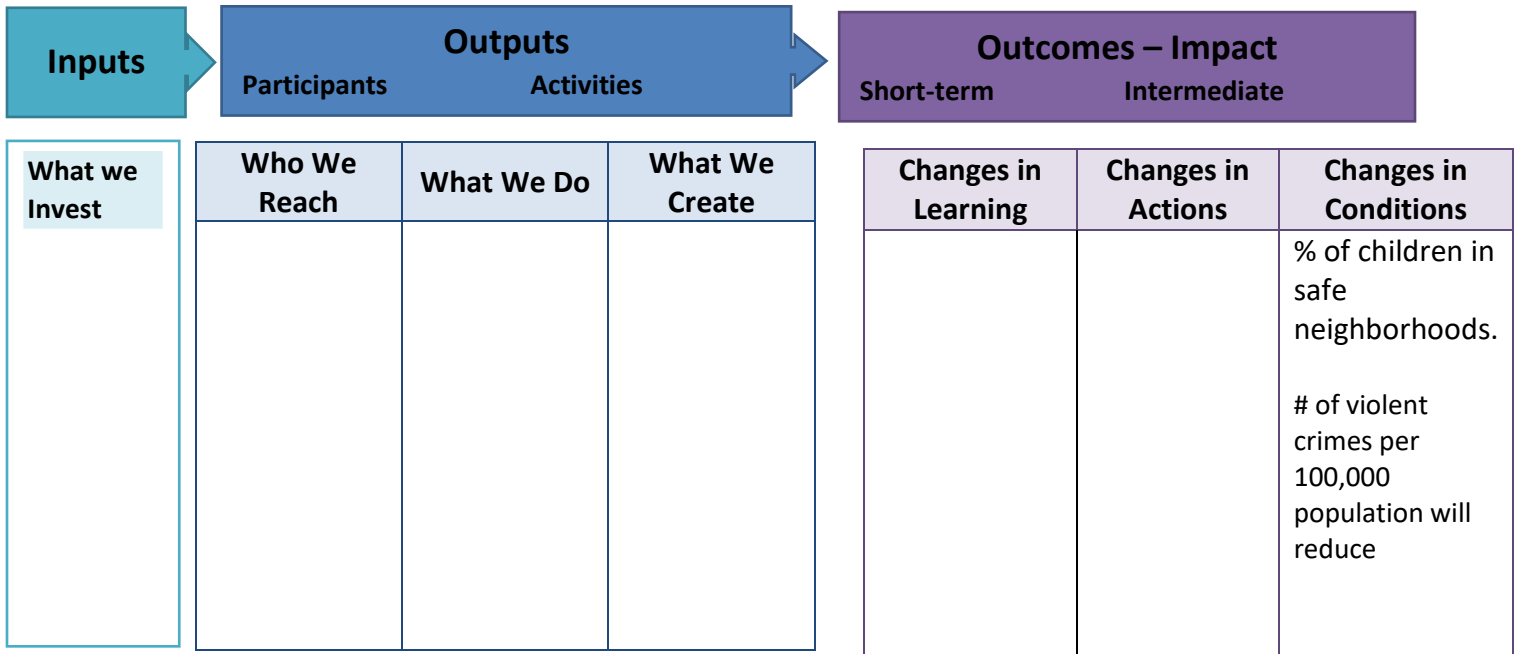 Inputs
Outputs
Participants Activities
Outcomes – Impact
Short-term Intermediate
What we
Invest
Who We
Reach
What We Do
What We
Create
Changes in
Learning
Changes in
Actions
Changes in
Conditions
% of children in
safe
neighborhoods.
# of violent
crimes per
100,000
population will
reduce